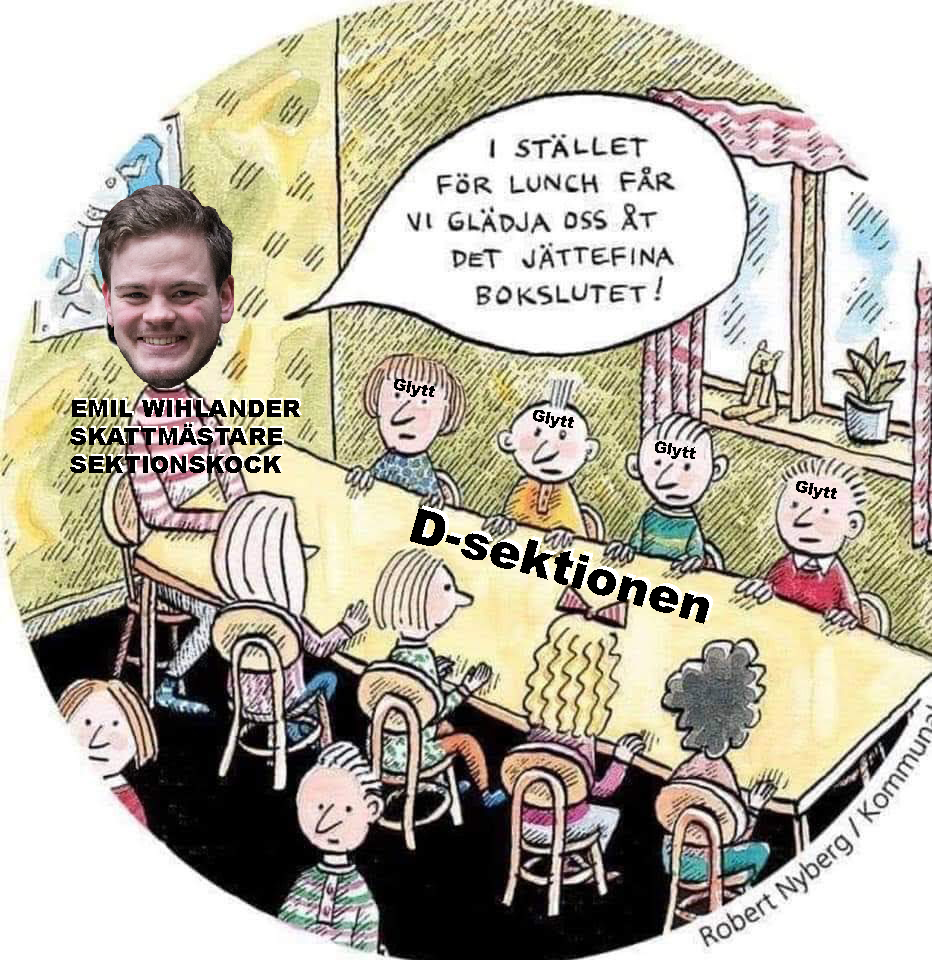 I STÄLLET
FÖR LUNCH FÅR
VI GLÄDJA OSS ÅT
DET JÄTTEFINA
BOKSLUTET!
EMIL WIHLANDER
SKATTMÄSTARE
SEKTIONSKOCK
Glytt
Glytt
Glytt
Glytt
D-sektionen
Robert Nyberg / Kommunal